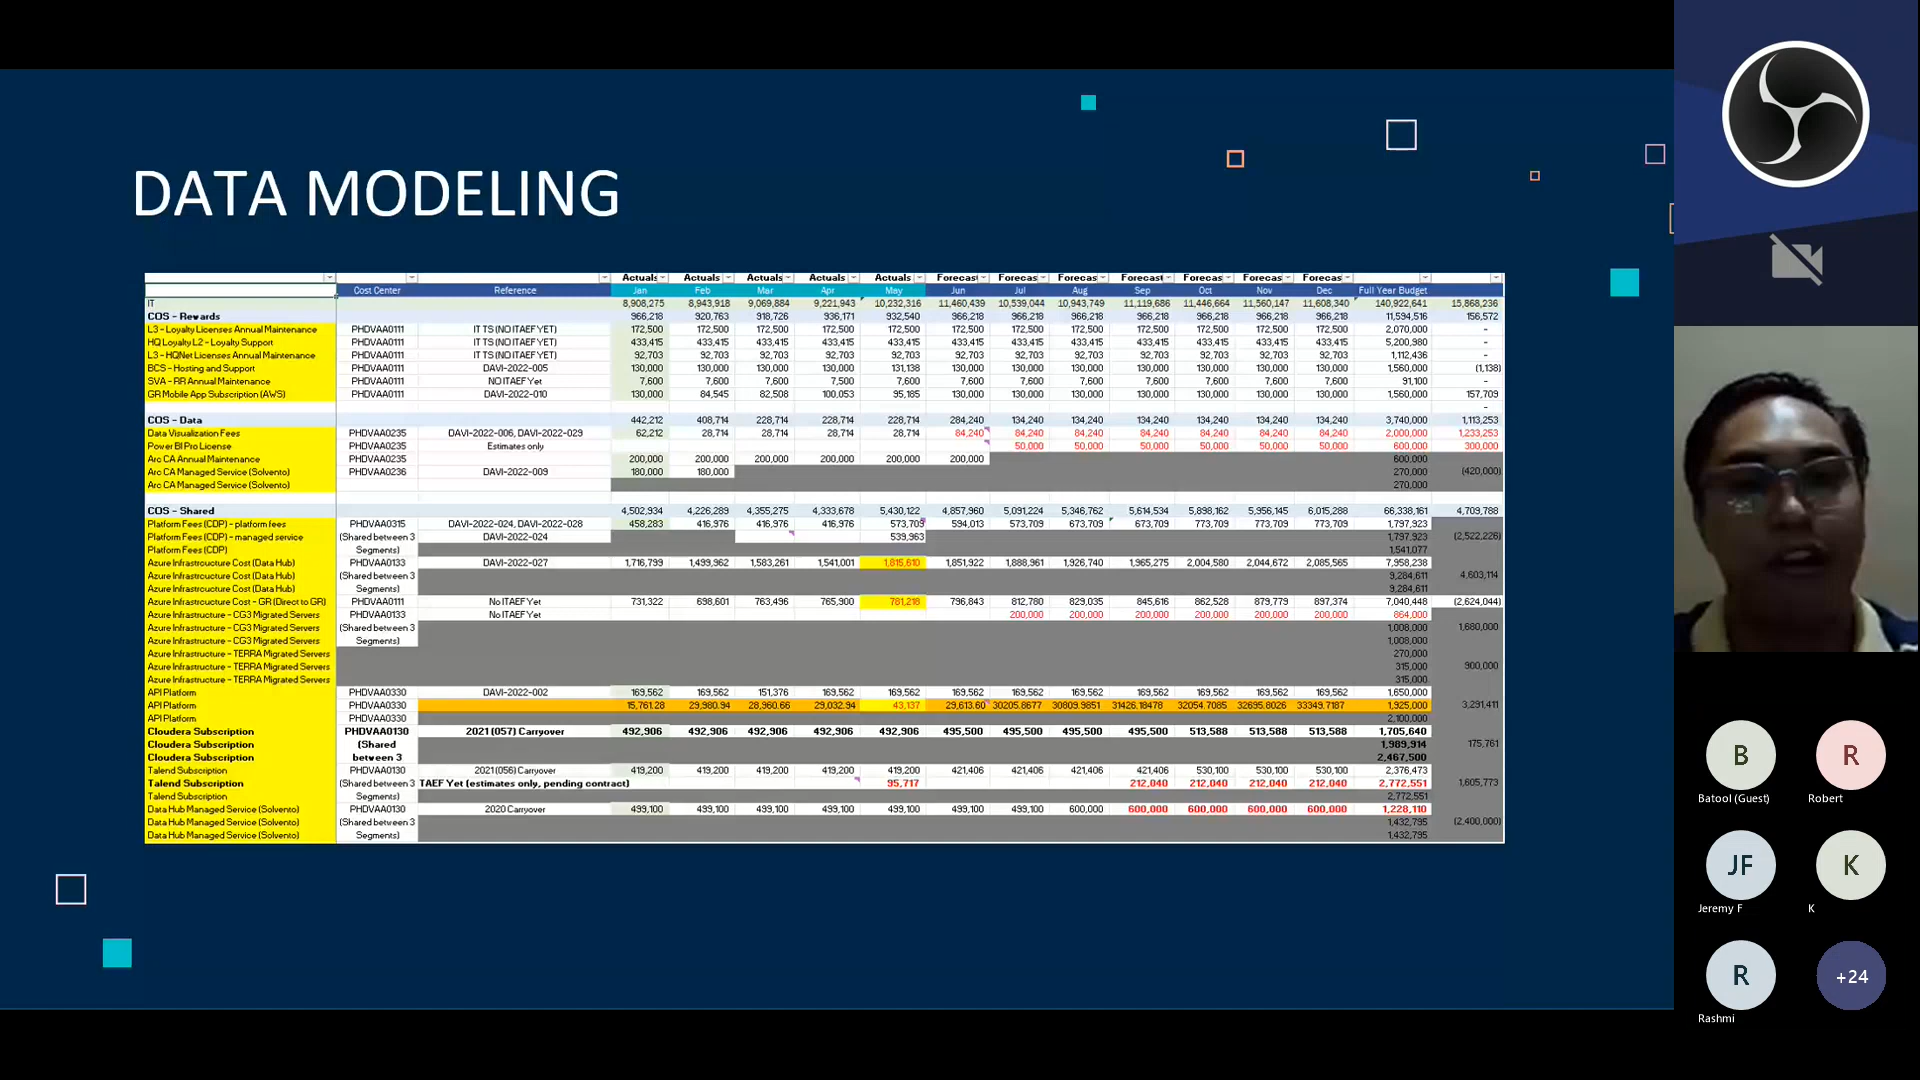 DATA MODELING
Actuals Actuals Actuals Actuals Actuals Forecas Forecas Forecas Forecas Forecas Forecas Forecas
Cost Center Reference Jan Feb Mar Apr May Jun Jul Aug Sep Oct Nov Dec Full Year Budget
IT 8,908,275 8,943,918 9,069,884 9,221,943 10,232,316 11,460,439 10,539,044 10,943,749 11,119,686 11,446,664 11,560,147 11,608,340 140,922,641 15,868,236
COS - Rewards 966,218 920,763 918,726 936,171 932,540 966,218 966,218 966,218 966,218 966,218 966,218 966,218 11,594,516 156,572
L3 - Loyalty Licenses Annual Maintenance PHDVAA0111 IT TS (NO ITAEF YET) 172,500 172,500 172,500 172,500 172,500 172,500 172,500 172,500 172,500 172,500 172,500 172,500 2,070,000 -
HQ Loyalty L2 - Loyalty Support PHDVAA0111 IT TS (NO ITAEF YET) 433,415 433,415 433,415 433,415 433,415 433,415 433,415 433,415 433,415 433,415 433,415 433,415 5,200,980 -
L3 - HQNet Licenses Annual Maintenance PHDVAA0111 IT TS (NO ITAEF YET) 92,703 92,703 92,703 92,703 92,703 92,703 92,703 92,703 92,703 92,703 92,703 92,703 1,112,436 -
BCS - Hosting and Support PHDVAA0111 DAVI-2022-005 130,000 130,000 130,000 130,000 131,138 130,000 130,000 130,000 130,000 130,000 130,000 130,000 1,560,000 (1,138)
SVA - RR Annual Maintenance PHDVAA0111 NO ITAEF Yet 7,600 7,600 7,600 7,500 7,600 7,600 7,600 7,600 7,600 7,600 7,600 7,600 91,100 -
GR Mobile App Subscription (AWS) PHDVAA0111 DAVI-2022-010 130,000 84,545 82,508 100,053 95,185 130,000 130,000 130,000 130,000 130,000 130,000 130,000 1,560,000 157,709
-
COS - Data 442,212 408,714 228,714 228,714 228,714 284,240 134,240 134,240 134,240 134,240 134,240 134,240 3,740,000 1,113,253
Data Visualization Fees PHDVAA0235 DAVI-2022-006, DAVI-2022-029 62,212 28,714 28,714 28,714 28,714 84,240 84,240 84,240 84,240 84,240 84,240 84,240 2,000,000 1,233,253
Power BI Pro License PHDVAA0235 Estimates only 50,000 50,000 50,000 50,000 50,000 50,000 600,000 300,000
Arc CA Annual Maintenance PHDVAA0235 200,000 200,000 200,000 200,000 200,000 200,000 600,000
Arc CA Managed Service (Solvento) PHDVAA0236 DAVI-2022-009 180,000 180,000 270,000 (420,000)
Arc CA Managed Service (Solvento) 270,000
COS - Shared 4,502,934 4,226,289 4,355,275 4,333,678 5,430,122 4,857,960 5,091,224 5,346,762 5,614,534 5,898,162 5,956,145 6,015,288 66,338,161 4,709,788
Platform Fees (CDP) - platform fees PHDVAA0315 DAVI-2022-024, DAVI-2022-028 458,283 416,976 416,976 416,976 573,709 594,013 573,709 673,709 673,709 773,709 773,709 773,709 1,797,923
Platform Fees (CDP) - managed service (Shared between 3 DAVI-2022-024 539,963 1,797,923 (2,522,226)
Platform Fees (CDP) Segments) 1,541,077
Azure Infrastroucture Cost (Data Hub) PHDVAA0133 DAVI-2022-027 1,716,799 1,499,962 1,583,261 1,541,001 1,815,610 1,851,922 1,888,961 1,926,740 1,965,275 2,004,580 2,044,672 2,085,565 7,958,238
Azure Infrastroucture Cost (Data Hub) (Shared between 3 9,284,611 4,603,114
Azure Infrastroucture Cost (Data Hub) Segments) 9,284,611
Azure Infrastroucture Cost - GR (Direct to GR) PHDVAA0111 No ITAEF Yet 731,322 698,601 763,496 765,900 781,218 796,843 812,780 829,035 845,616 862,528 879,779 897,374 7,040,448 (2,624,044)
Azure Infrastructure - CG3 Migrated Servers PHDVAA0133 No ITAEF Yet 200,000 200,000 200,000 200,000 200,000 200,000 864,000
Azure Infrastructure - CG3 Migrated Servers (Shared between 3 1,008,000 1,680,000
Azure Infrastructure - CG3 Migrated Servers Segments) 1,008,000
Azure Infrastructure - TERRA Migrated Servers 270,000
Azure Infrastructure - TERRA Migrated Servers 315,000 900,000
Azure Infrastructure - TERRA Migrated Servers 315,000
API Platform PHDVAA0330 DAVI-2022-002 169,562 169,562 151,376 169,562 169,562 169,562 169,562 169,562 169,562 169,562 169,562 169,562 1,650,000
API Platform PHDVAA0330 15,761.28 29,980.94 28,960.66 29,032.94 43,137 29,613.60 30205.8677 30809.9851 31426.18478 32054.7085 32695.8026 33349.7187 1,925,000 3,291,411
API Platform PHDVAA0330 2,100,000
Cloudera Subscription PHDVAA0130 2021 (057) Carryover 492,906 492,906 492,906 492,906 492,906 495,500 495,500 495,500 495,500 513,588 513,588 513,588 1,705,640
Cloudera Subscription (Shared 1,989,914 175,761
Cloudera Subscription between 3 2,467,500
Talend Subscription PHDVAA0130 2021 (056) Carryover 419,200 419,200 419,200 419,200 419,200 421,406 421,406 421,406 421,406 530,100 530,100 530,100 2,376,473
Talend Subscription (Shared between 3 TAEF Yet (estimates only, pending contract) 95,717 212,040 212,040 212,040 212,040 2,772,551 1,605,773
Talend Subscription Segments) 2,772,551
Data Hub Managed Service (Solvento) PHDVAA0130 2020 Carryover 499,100 499,100 499,100 499,100 499,100 499,100 499,100 600,000 600,000 600,000 600,000 600,000 1,228,110
Data Hub Managed Service (Solvento) (Shared between 3 1,432,795 (2,400,000)
Data Hub Managed Service (Solvento) Segments) 1,432,795
B
Batool (Guest)
R
Robert
JF
Jeremy F
K
K
R
Rashmi
+24